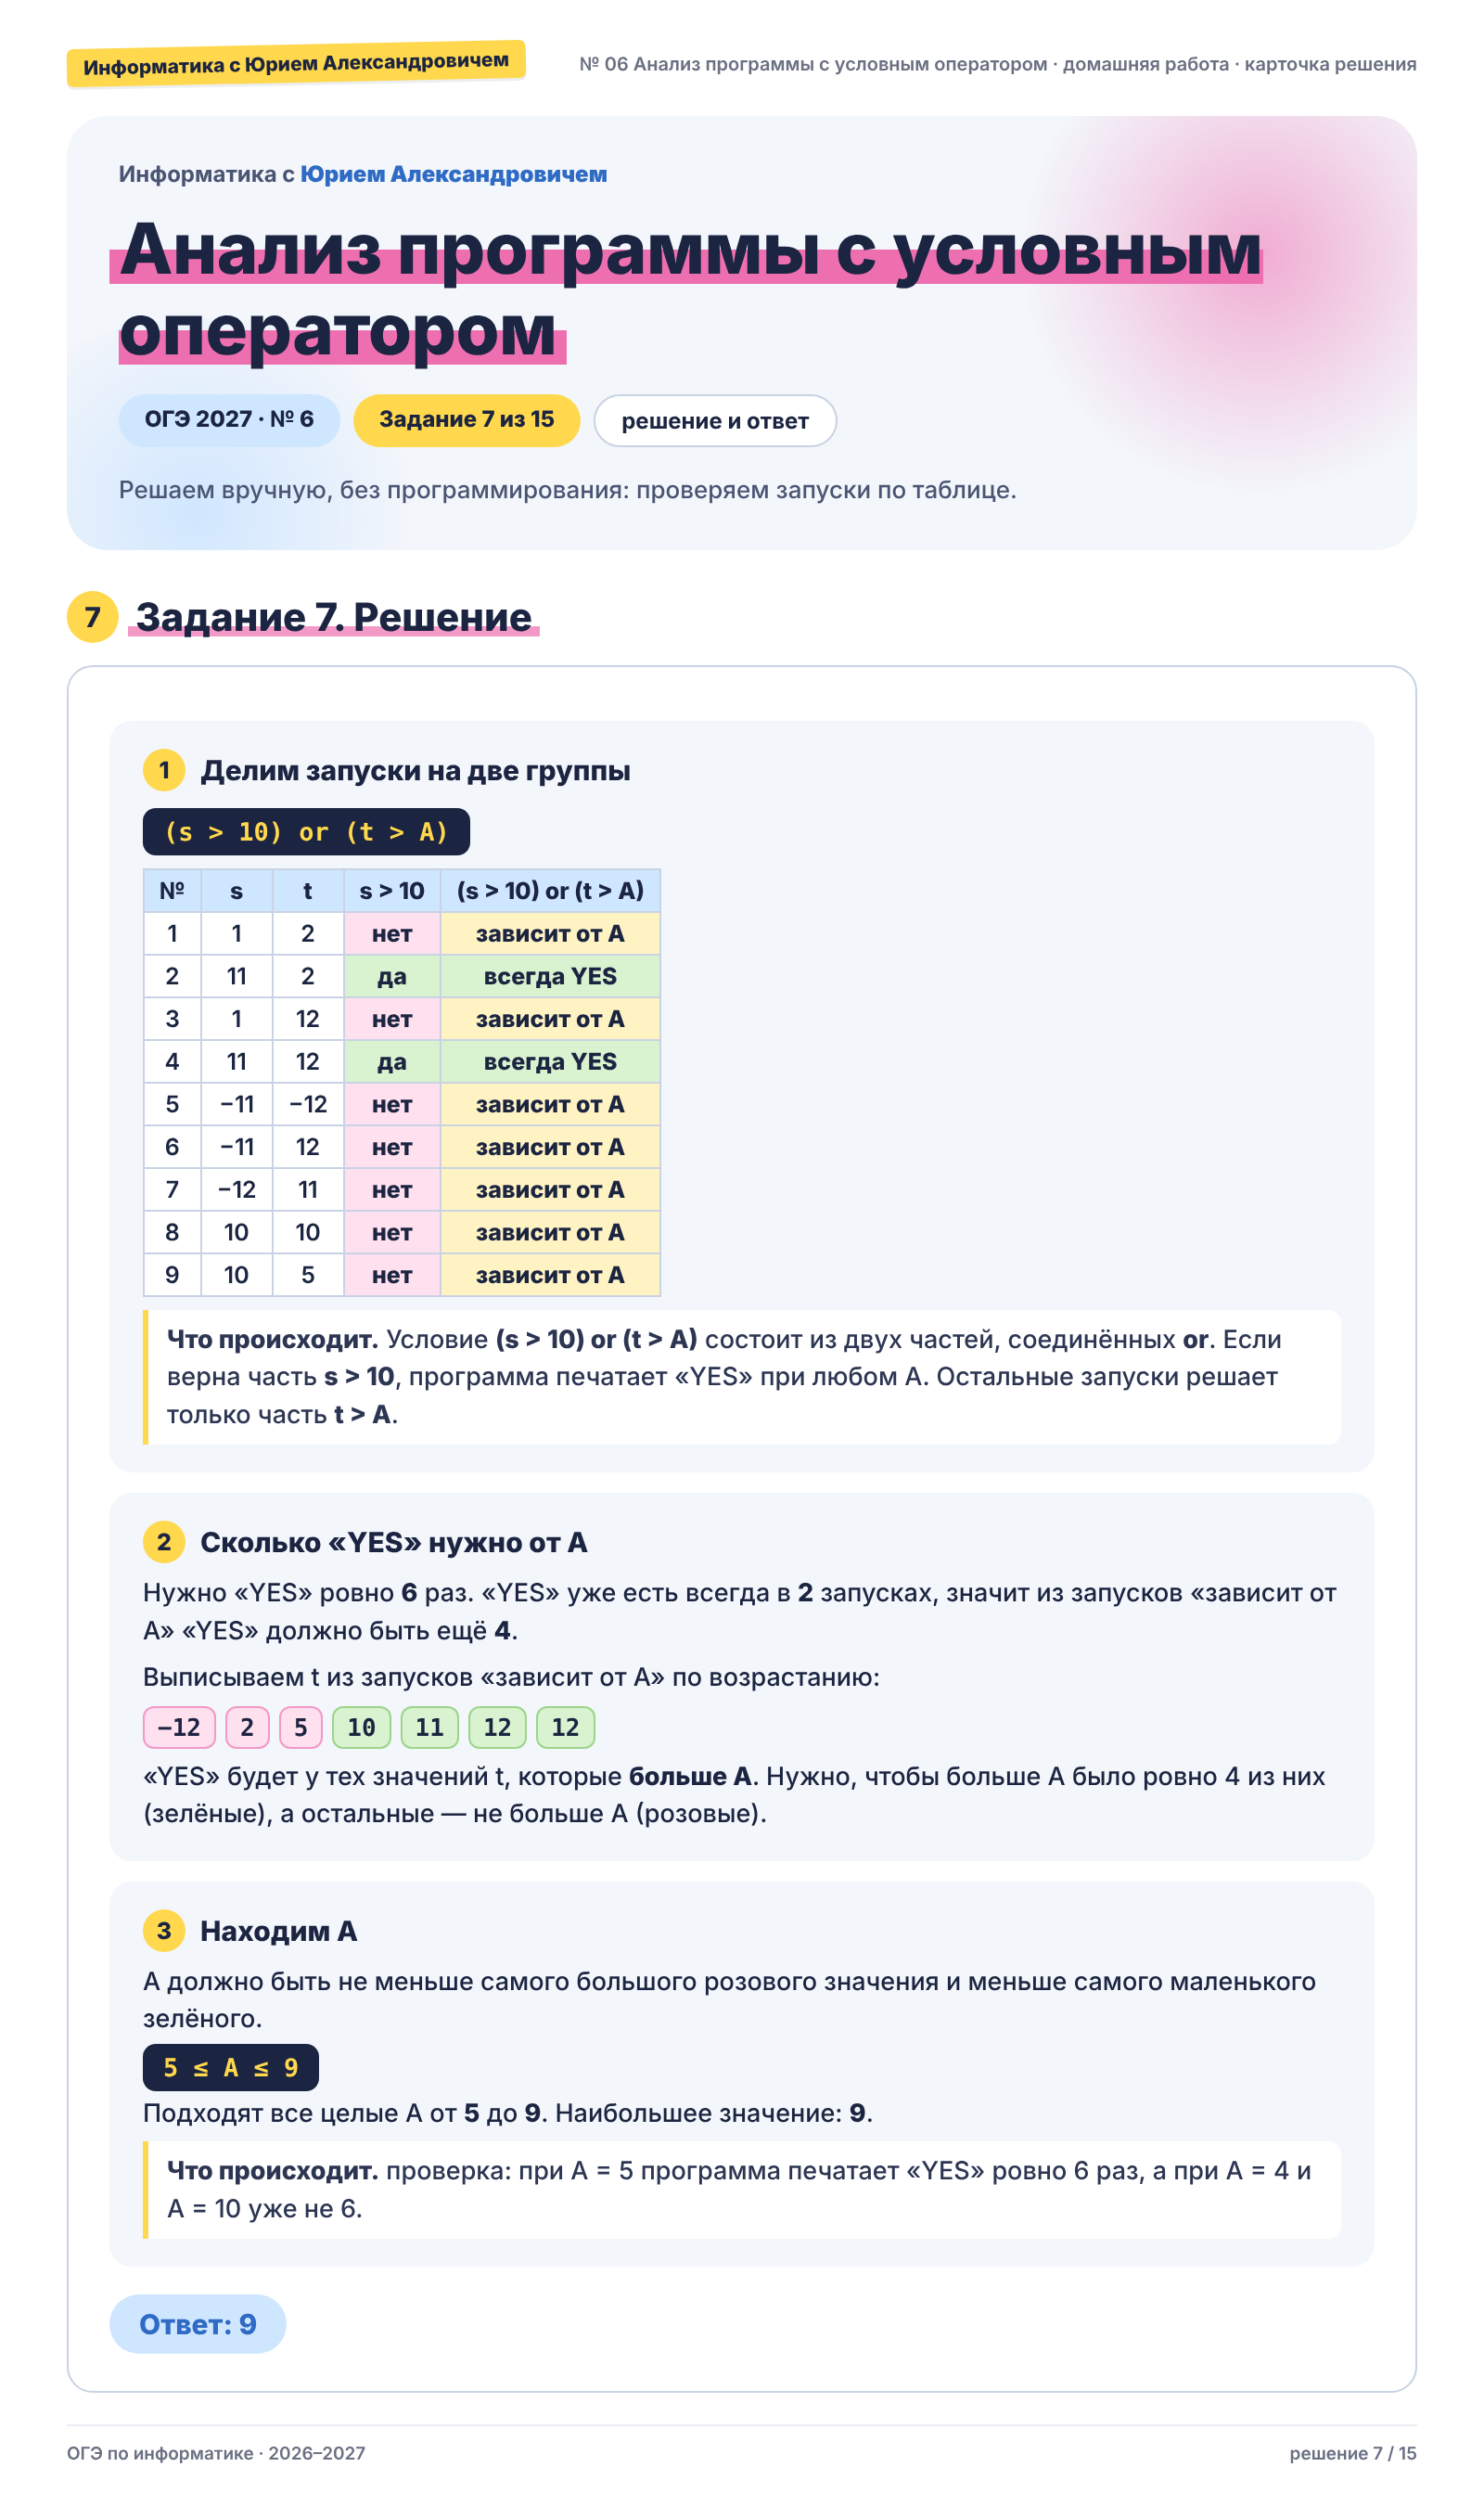 Информатика с Юрием Александровичем
№ 06 Анализ программы с условным оператором · домашняя работа · карточка решения
Информатика с Юрием Александровичем
Анализ программы с условным
оператором
ОГЭ 2027 · № 6
Задание 7 из 15
решение и ответ
Решаем вручную, без программирования: проверяем запуски по таблице.
7 Задание 7. Решение
1 Делим запуски на две группы
(s > 10) or (t > A)
№ s t s > 10 (s > 10) or (t > A)
1 1 2 нет зависит от A
2 11 2 да всегда YES
3 1 12 нет зависит от A
4 11 12 да всегда YES
5 −11 −12 нет зависит от A
6 −11 12 нет зависит от A
7 −12 11 нет зависит от A
8 10 10 нет зависит от A
9 10 5 нет зависит от A
Что происходит. Условие (s > 10) or (t > A) состоит из двух частей, соединённых or. Если
верна часть s > 10, программа печатает «YES» при любом A. Остальные запуски решает
только часть t > A.
2 Сколько «YES» нужно от A
Нужно «YES» ровно 6 раз. «YES» уже есть всегда в 2 запусках, значит из запусков «зависит от
A» «YES» должно быть ещё 4.
Выписываем t из запусков «зависит от A» по возрастанию:
−12 2 5 10 11 12 12
«YES» будет у тех значений t, которые больше A. Нужно, чтобы больше A было ровно 4 из них
(зелёные), а остальные — не больше A (розовые).
3 Находим A
A должно быть не меньше самого большого розового значения и меньше самого маленького
зелёного.
5 ≤ A ≤ 9
Подходят все целые A от 5 до 9. Наибольшее значение: 9.
Что происходит. проверка: при A = 5 программа печатает «YES» ровно 6 раз, а при A = 4 и
A = 10 уже не 6.
Ответ: 9
ОГЭ по информатике · 2026–2027
решение 7 / 15